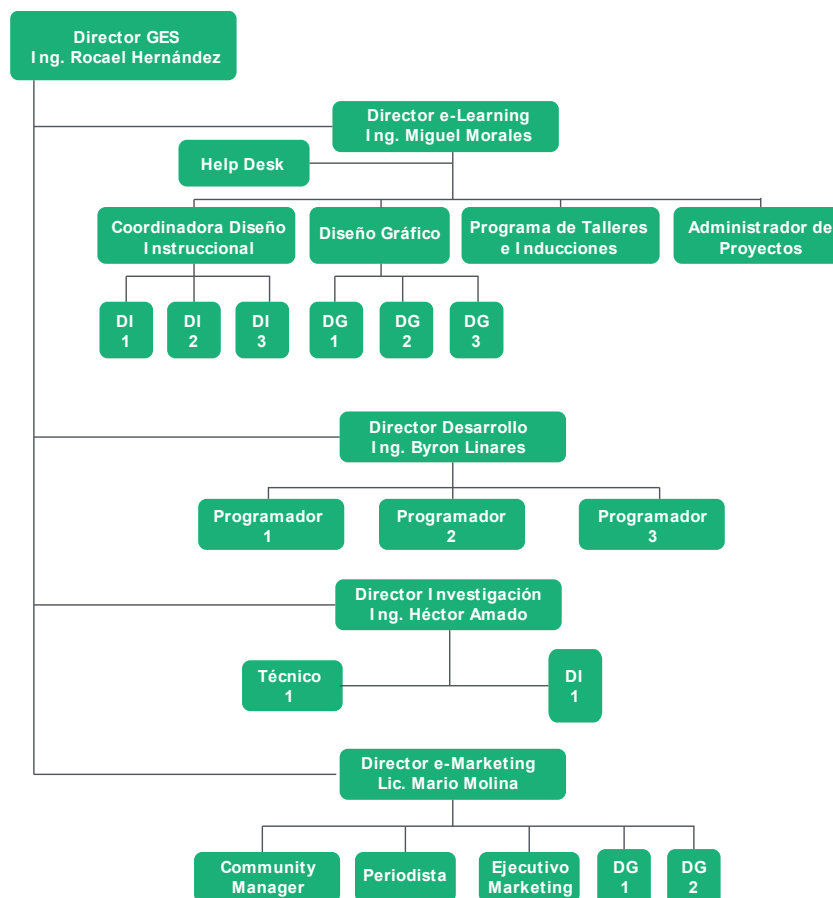 Director GES
Ing. Rocael Hernández
Director e-Learning
Ing. Miguel Morales
Help Desk
Coordinadora Diseño
Instruccional
Diseño Gráfico
Programa de Talleres
e Inducciones
Administrador de
Proyectos
DI
1
DI
2
DI
3
DG
1
DG
2
DG
3
Director Desarrollo
Ing. Byron Linares
Programador
1
Programador
2
Programador
3
Director Investigación
Ing. Héctor Amado
Técnico
1
DI
1
Director e-Marketing
Lic. Mario Molina
Community
Manager
Periodista
Ejecutivo
Marketing
DG
1
DG
2